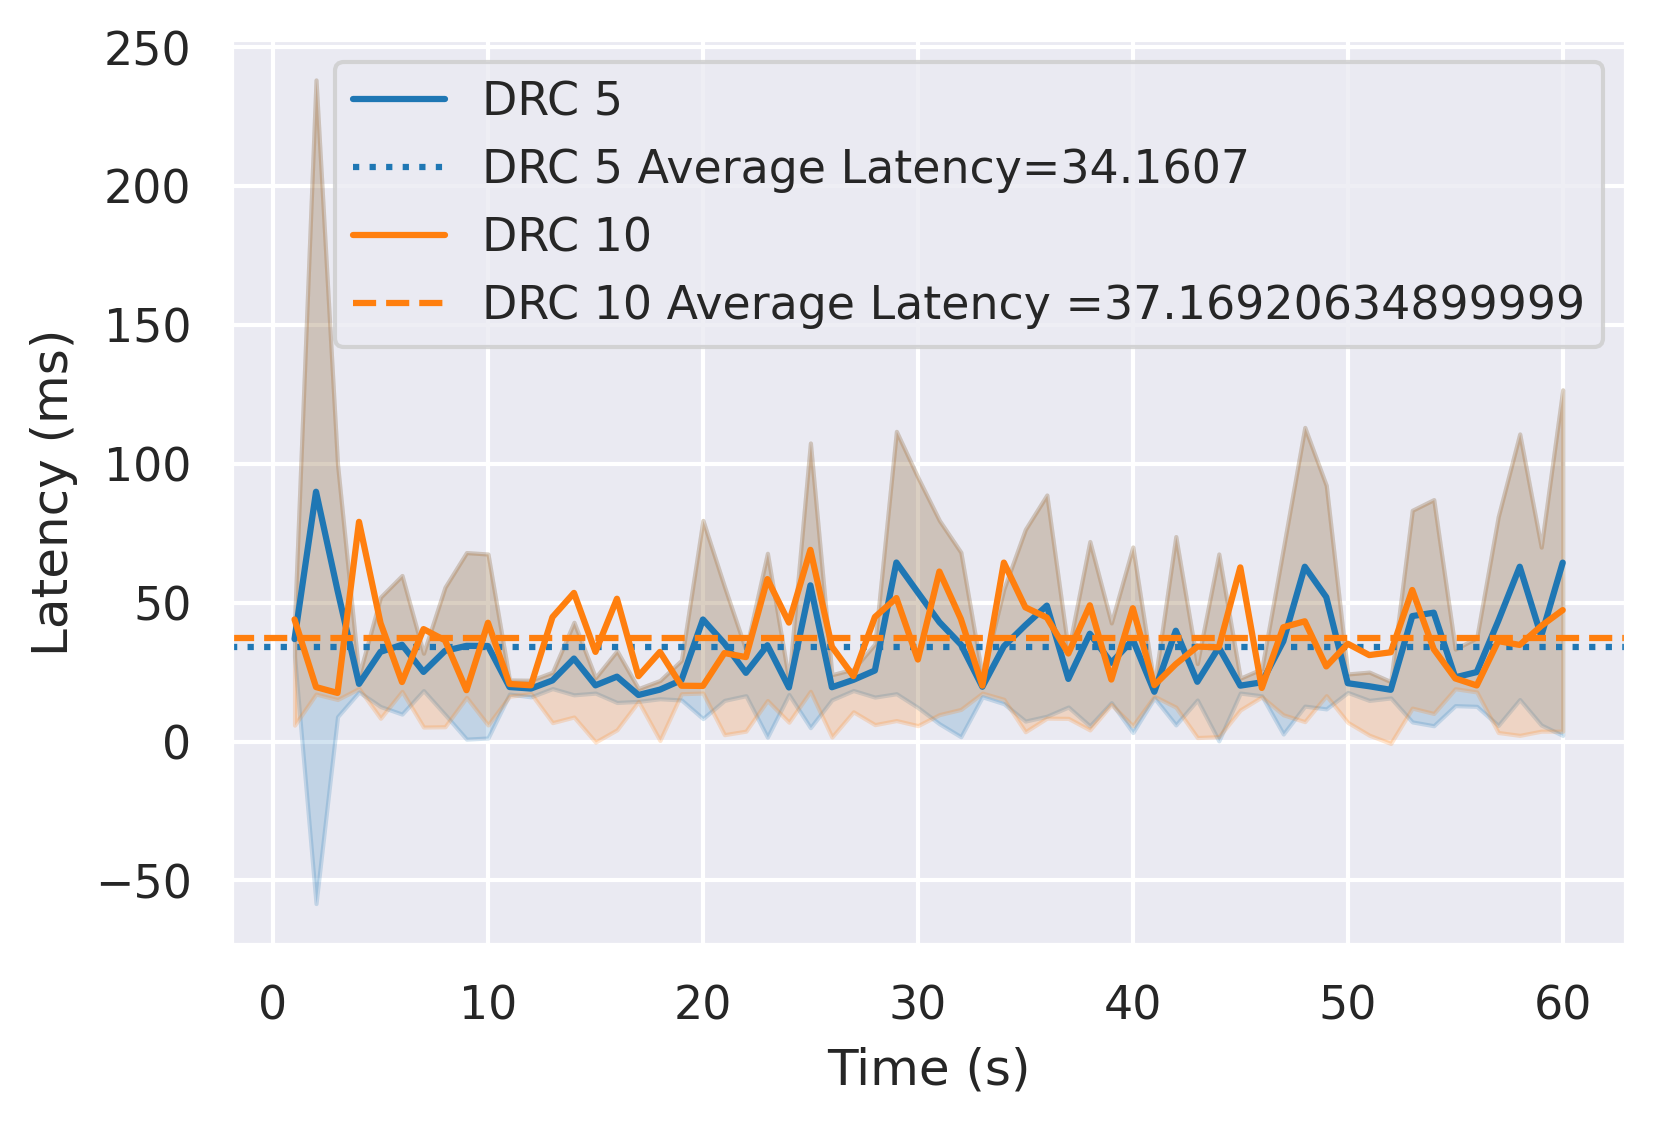 250
200
150
100
50
0
−50
Latency (ms)
DRC 5
DRC 5 Average Latency=34.1607
DRC 10
DRC 10 Average Latency =37.16920634899999
0 10 20 30 40 50 60
Time (s)